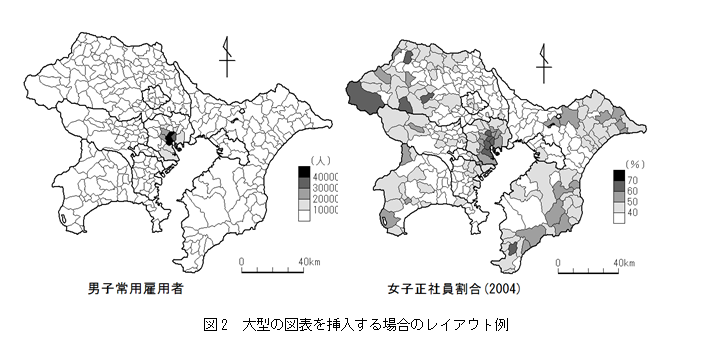 (人)
40000
30000
20000
10000
0 40km
男子常用雇用者
(%)
70
60
50
40
0 40km
女子正社員割合(2004)
図2 大型の図表を挿入する場合のレイアウト例